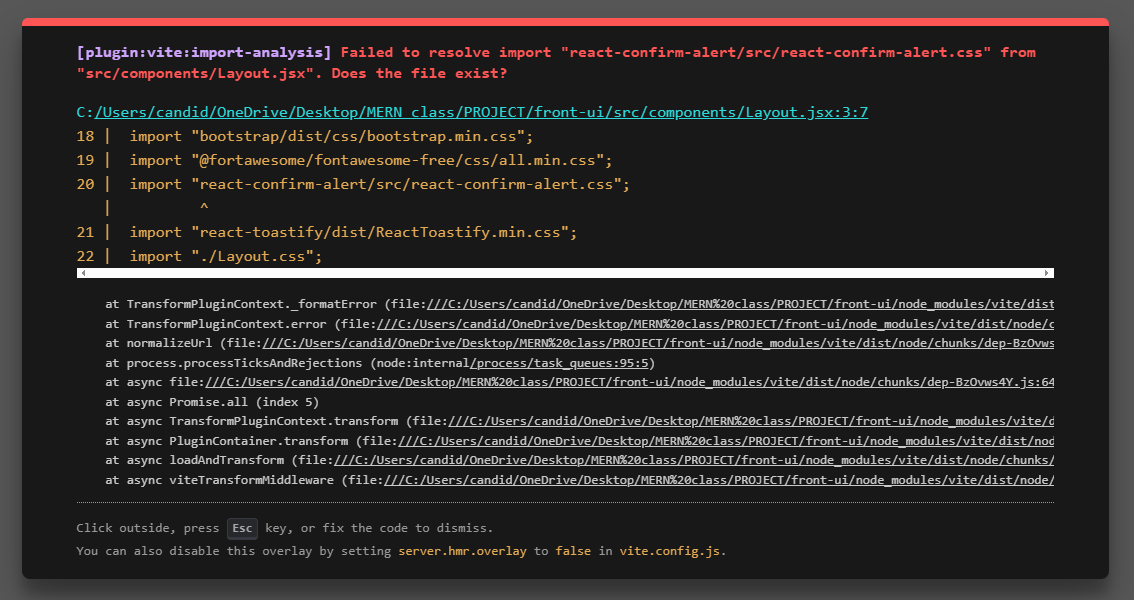 [plugin:vite:import-analysis] Failed to resolve import "react-confirm-alert/src/react-confirm-alert.css" from
"src/components/Layout.jsx". Does the file exist?
C:/Users/candid/OneDrive/Desktop/MERN class/PROJECT/front-ui/src/components/Layout.jsx:3:7
18 |  import "bootstrap/dist/css/bootstrap.min.css";
19 |  import "@fortawesome/fontawesome-free/css/all.min.css";
20 |  import "react-confirm-alert/src/react-confirm-alert.css";
   |          ^
21 |  import "react-toastify/dist/ReactToastify.min.css";
22 |  import "./Layout.css";
at TransformPluginContext._formatError (file:///C:/Users/candid/OneDrive/Desktop/MERN%20class/PROJECT/front-ui/node_modules/vite/dist
at TransformPluginContext.error (file:///C:/Users/candid/OneDrive/Desktop/MERN%20class/PROJECT/front-ui/node_modules/vite/dist/node/c
at normalizeUrl (file:///C:/Users/candid/OneDrive/Desktop/MERN%20class/PROJECT/front-ui/node_modules/vite/dist/node/chunks/dep-BzOvws
at process.processTicksAndRejections (node:internal/process/task_queues:95:5)
at async file:///C:/Users/candid/OneDrive/Desktop/MERN%20class/PROJECT/front-ui/node_modules/vite/dist/node/chunks/dep-BzOvws4Y.js:64
at async Promise.all (index 5)
at async TransformPluginContext.transform (file:///C:/Users/candid/OneDrive/Desktop/MERN%20class/PROJECT/front-ui/node_modules/vite/d
at async PluginContainer.transform (file:///C:/Users/candid/OneDrive/Desktop/MERN%20class/PROJECT/front-ui/node_modules/vite/dist/nod
at async loadAndTransform (file:///C:/Users/candid/OneDrive/Desktop/MERN%20class/PROJECT/front-ui/node_modules/vite/dist/node/chunks/
at async viteTransformMiddleware (file:///C:/Users/candid/OneDrive/Desktop/MERN%20class/PROJECT/front-ui/node_modules/vite/dist/node/
Click outside, press Esc key, or fix the code to dismiss.
You can also disable this overlay by setting server.hmr.overlay to false in vite.config.js.